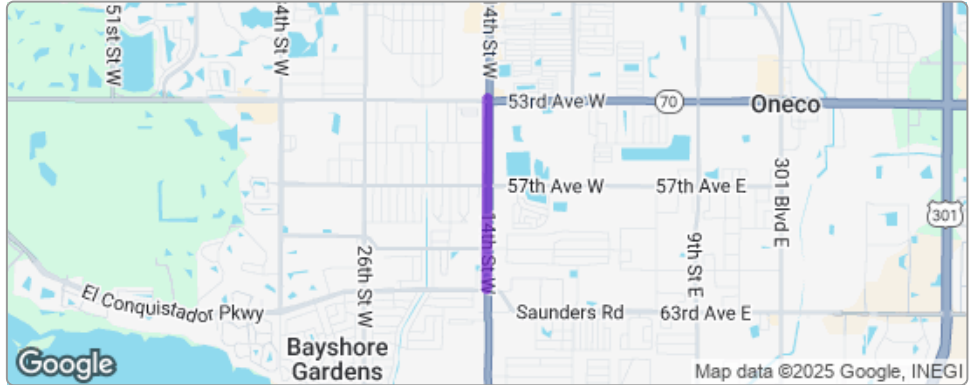 51st St W
4th St W
4th St W
53rd Ave W
70
Oneco
57th Ave W
57th Ave E
301 Blvd E
301
14th St W
26th St W
9th St E
El Conquistador Pkwy
Saunders Rd
63rd Ave E
Bayshore
Gardens
Google
Map data ©2025 Google, INEGI